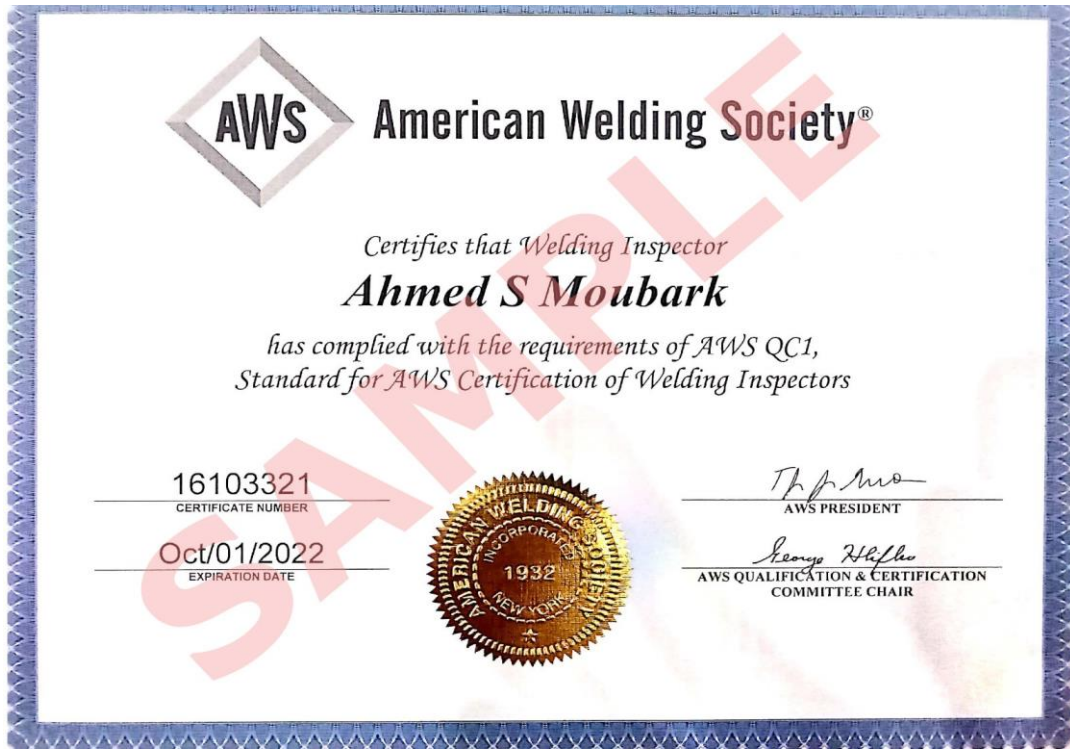 AWS
American Welding Society®
Certifies that Welding Inspector
Ahmed S Moubark
has complied with the requirements of AWS QC1,
Standard for AWS Certification of Welding Inspectors
16103321
CERTIFICATE NUMBER
Oct/01/2022
EXPIRATION DATE
AMERICAN WELDING SOCIETY
INCORPORATED
1932
NEW YORK
AWS PRESIDENT
AWS QUALIFICATION & CERTIFICATION
COMMITTEE CHAIR
SAMPLE